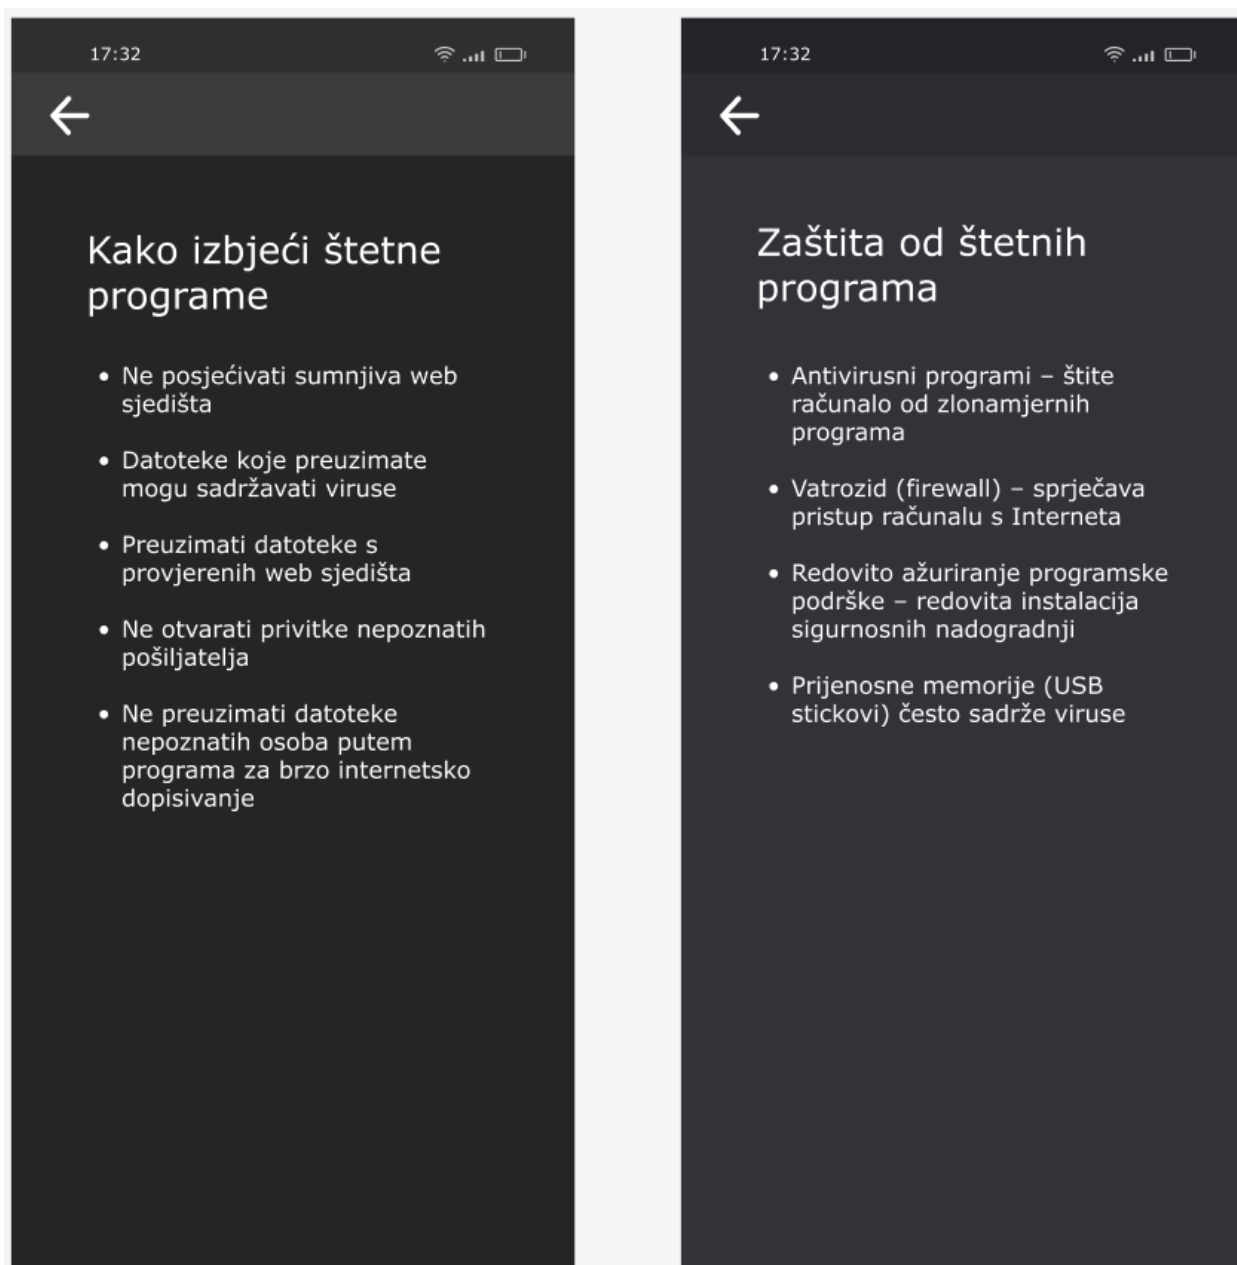 17:32
Kako izbjeći štetne
programe
• Ne posjećivati sumnjiva web
sjedišta
• Datoteke koje preuzimate
mogu sadržavati viruse
• Preuzimati datoteke s
provjerenih web sjedišta
• Ne otvarati privitke nepoznatih
pošiljatelja
• Ne preuzimati datoteke
nepoznatih osoba putem
programa za brzo internetsko
dopisivanje
17:32
Zaštita od štetnih
programa
• Antivirusni programi – štite
računalo od zlonamjernih
programa
• Vatrozid (firewall) – sprječava
pristup računalu s Interneta
• Redovito ažuriranje programske
podrške – redovita instalacija
sigurnosnih nadogradnji
• Prijenosne memorije (USB
stickovi) često sadrže viruse